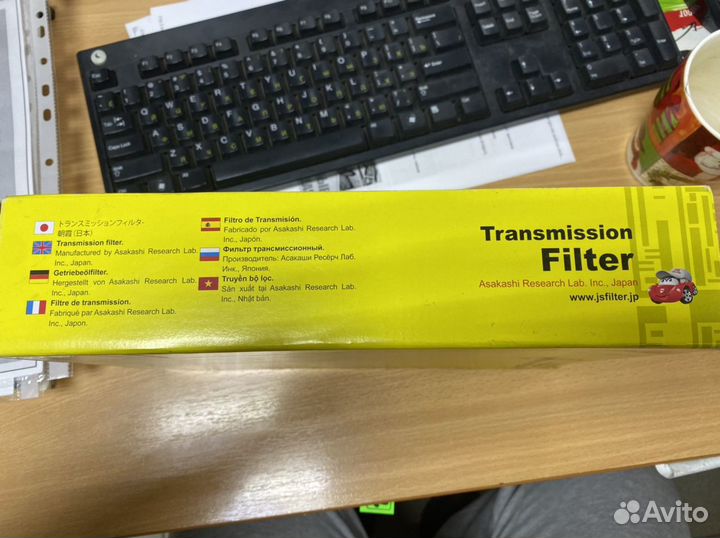 トランスミッションフィルター
朝霞(日本)
Transmission filter.
Manufactured by Asakashi Research Lab.
Inc., Japan.
Getriebeölfilter.
Hergestellt von Asakashi Research Lab.
Inc., Japan.
Filtre de transmission.
Fabriqué par Asakashi Research Lab.
Inc., Japon.
Filtro de Transmisión.
Fabricado por Asakashi Research Lab.
Inc., Japón.
Фильтр трансмиссионный.
Производитель: Асакаши Ресёрч Лаб.
Инк., Япония.
Truyền bộ lọc.
Sản xuất tại Asakashi Research Lab.
Inc., Nhật bản.
Transmission
Filter
Asakashi Research Lab. Inc., Japan
www.jsfilter.jp
Caps Lock
Avito